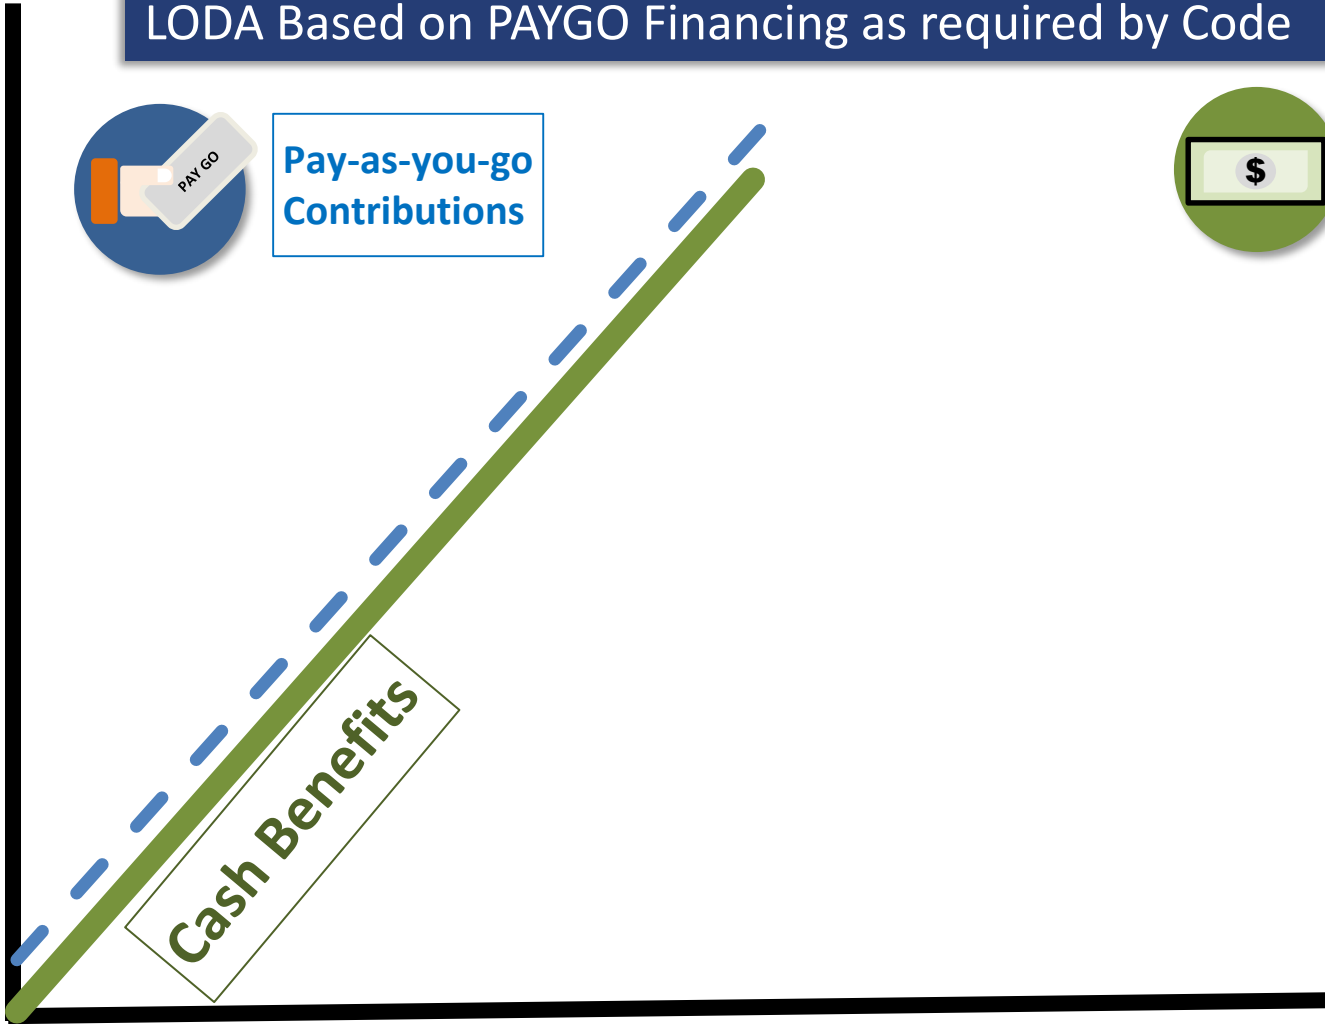 LODA Based on PAYGO Financing as required by Code
PAY GO
Pay-as-you-go
Contributions
$
Cash Benefits